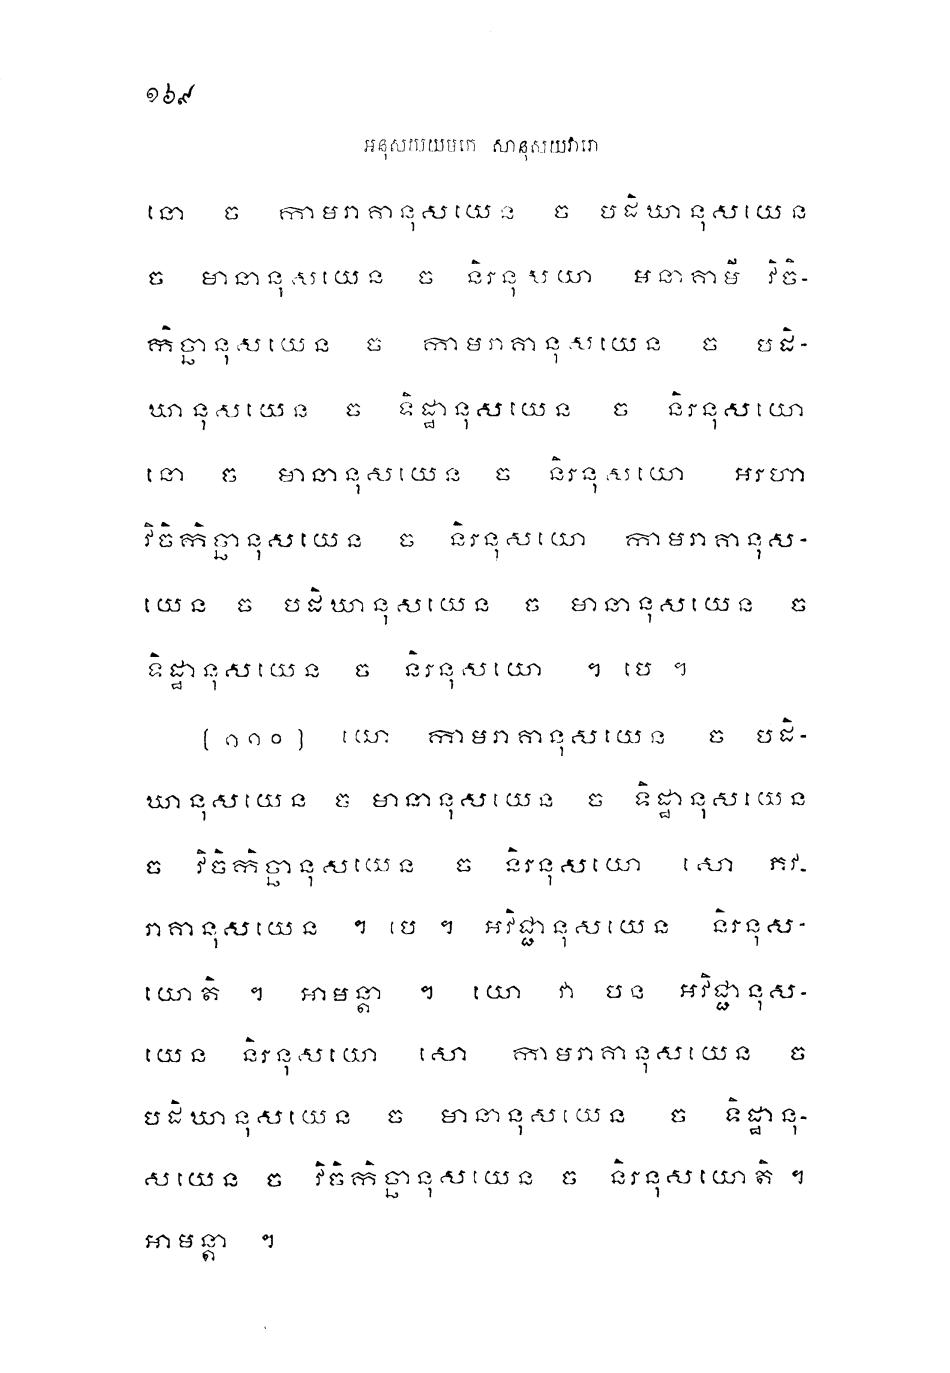 ១៦៩
អនុសយយមកេ សានុសយវារោ
នោ ច កាមរាគានុសយេន ច បដិឃានុសយេន
ច មានានុសយេន ច និរនុសយោ អនាគាមី វិចិ-
កិច្ឆានុសយេន ច កាមរាគានុសយេន ច បដិ-
ឃានុសយេន ច ទិដ្ឋានុសយេន ច និរនុសយោ
នោ ច មានានុសយេន ច និរនុសយោ អរហា
វិចិកិច្ឆានុសយេន ច និរនុសយោ កាមរាគានុស-
យេន ច បដិឃានុសយេន ច មានានុសយេន ច
ទិដ្ឋានុសយេន ច និរនុសយោ ។ បេ ។
(១១០) យោ កាមរាគានុសយេន ច បដិ-
ឃានុសយេន ច មានានុសយេន ច ទិដ្ឋានុសយេន
ច វិចិកិច្ឆានុសយេន ច និរនុសយោ សោ ភវ-
រាគានុសយេន ។ បេ ។ អវិជ្ជានុសយេន និរនុស-
យោតិ ។ អាមន្តា ។ យោ វា បន អវិជ្ជានុស-
យេន និរនុសយោ សោ កាមរាគានុសយេន ច
បដិឃានុសយេន ច មានានុសយេន ច ទិដ្ឋានុ-
សយេន ច វិចិកិច្ឆានុសយេន ច និរនុសយោតិ ។
អាមន្តា ។